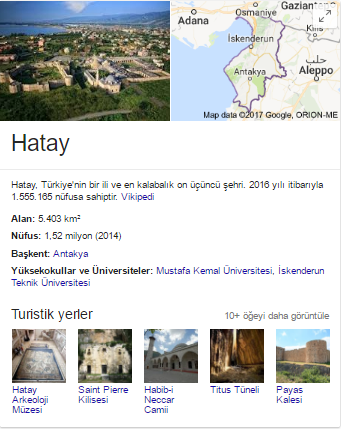 Adana
Osmaniye
Gaziantep
Kilis
İskenderun
حلب
Aleppo
Antakya
Map data ©2017 Google, ORION-ME
Hatay
Hatay, Türkiye'nin bir ili ve en kalabalık on üçüncü şehri. 2016 yılı itibarıyla
1.555.165 nüfusa sahiptir. Vikipedi
Alan: 5.403 km²
Nüfus: 1,52 milyon (2014)
Başkent: Antakya
Yüksekokullar ve Üniversiteler: Mustafa Kemal Üniversitesi, İskenderun
Teknik Üniversitesi
Turistik yerler
10+ öğeyi daha görüntüle
Hatay
Arkeoloji
Müzesi
Saint Pierre
Kilisesi
Habib-i
Neccar
Camii
Titus Tüneli
Payas
Kalesi